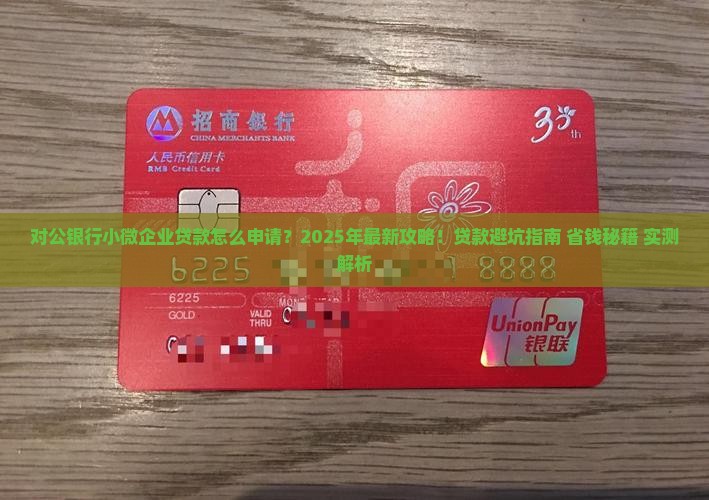 招商银行
CHINA MERCHANTS BANK
30th
人民币信用卡
RMB Credit Card
对公银行小微企业贷款怎么申请？2025年最新攻略！贷款避坑指南 省钱秘籍 实测
解析
6225 8888
6225
MONTH YEAR
GOLD
VALID
THRU
UnionPay
银联